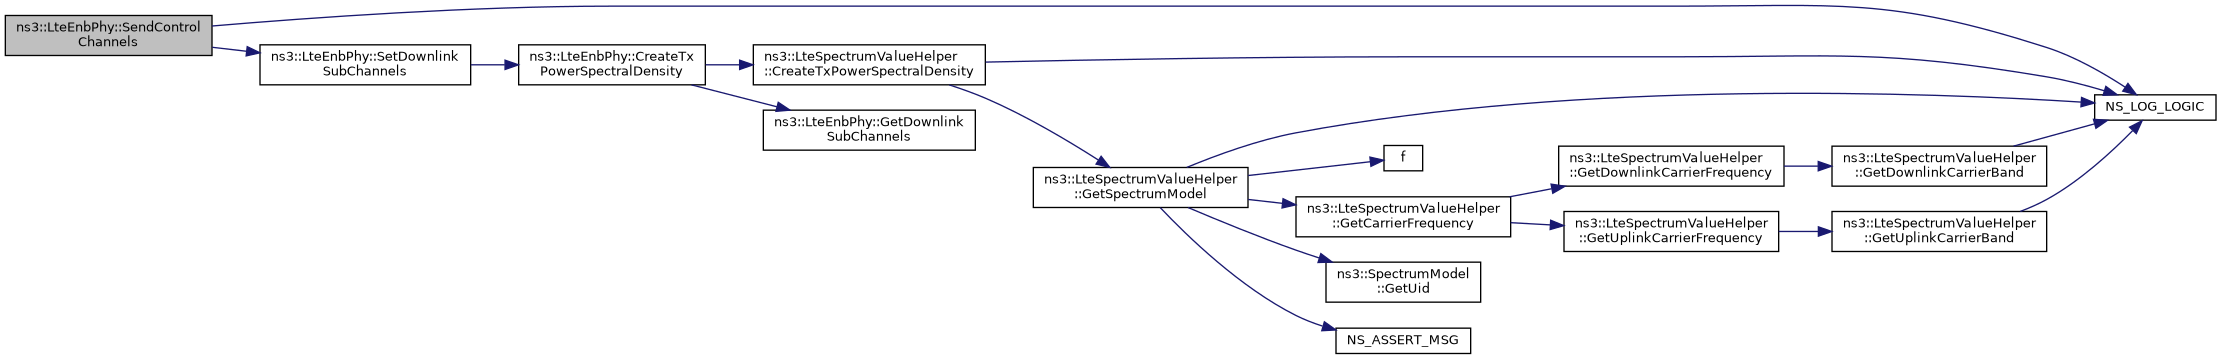 ns3::LteEnbPhy::SendControl
Channels
ns3::LteEnbPhy::SetDownlink
SubChannels
ns3::LteEnbPhy::CreateTx
PowerSpectralDensity
ns3::LteSpectrumValueHelper
::CreateTxPowerSpectralDensity
ns3::LteEnbPhy::GetDownlink
SubChannels
ns3::LteSpectrumValueHelper
::GetSpectrumModel
f
ns3::LteSpectrumValueHelper
::GetCarrierFrequency
ns3::SpectrumModel
::GetUid
NS_ASSERT_MSG
ns3::LteSpectrumValueHelper
::GetDownlinkCarrierFrequency
ns3::LteSpectrumValueHelper
::GetUplinkCarrierFrequency
ns3::LteSpectrumValueHelper
::GetDownlinkCarrierBand
ns3::LteSpectrumValueHelper
::GetUplinkCarrierBand
NS_LOG_LOGIC